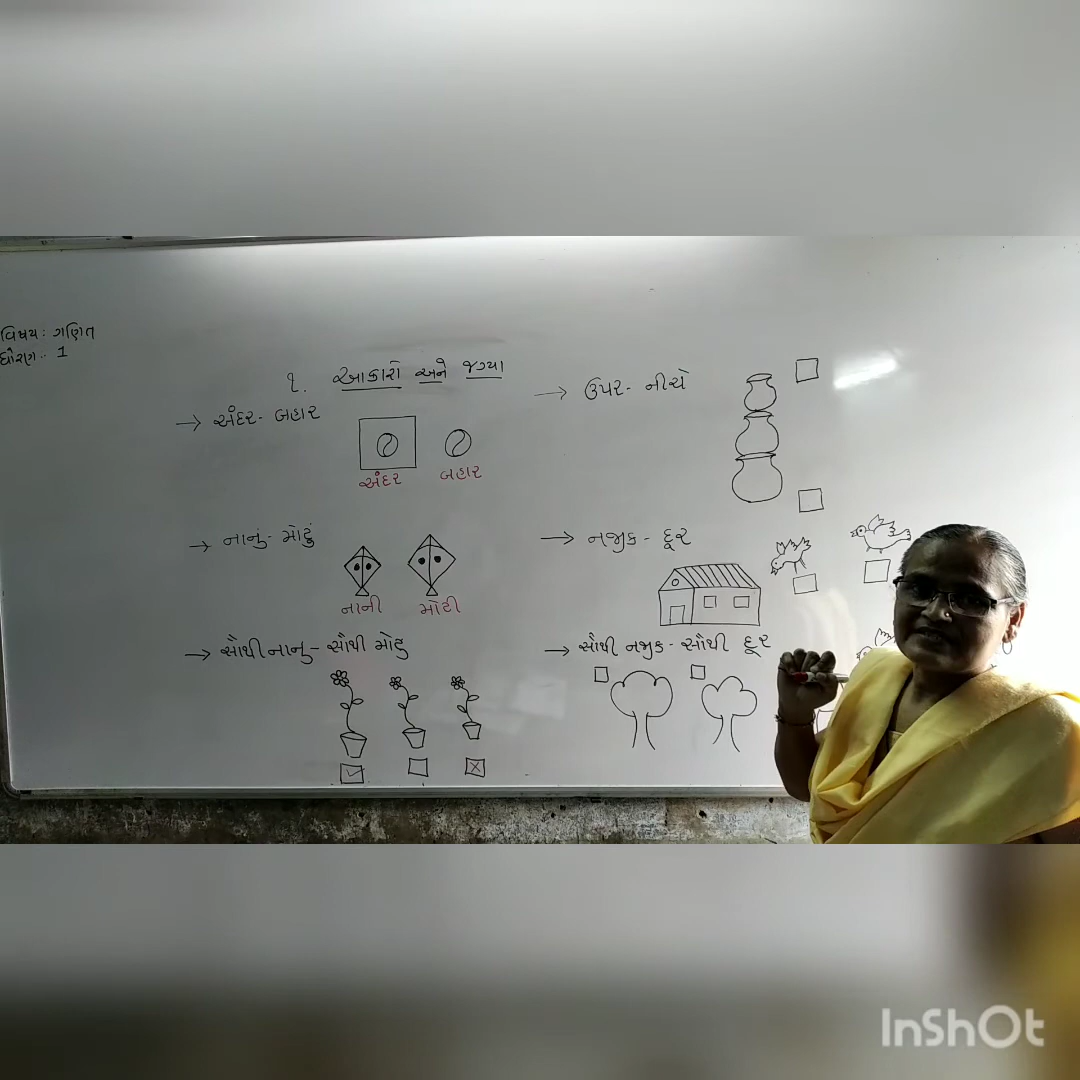 વિષય: ગણિત
ધોરણ: 1
૧. આકારો અને જગ્યા
→ અંદર - બહાર
અંદર બહાર
→ નાનું - મોટું
નાની મોટી
→ સૌથી નાનુ - સૌથી મોટુ
→ ઉપર - નીચે
→ નજીક - દૂર
→ સૌથી નજીક - સૌથી દૂર
InShOt